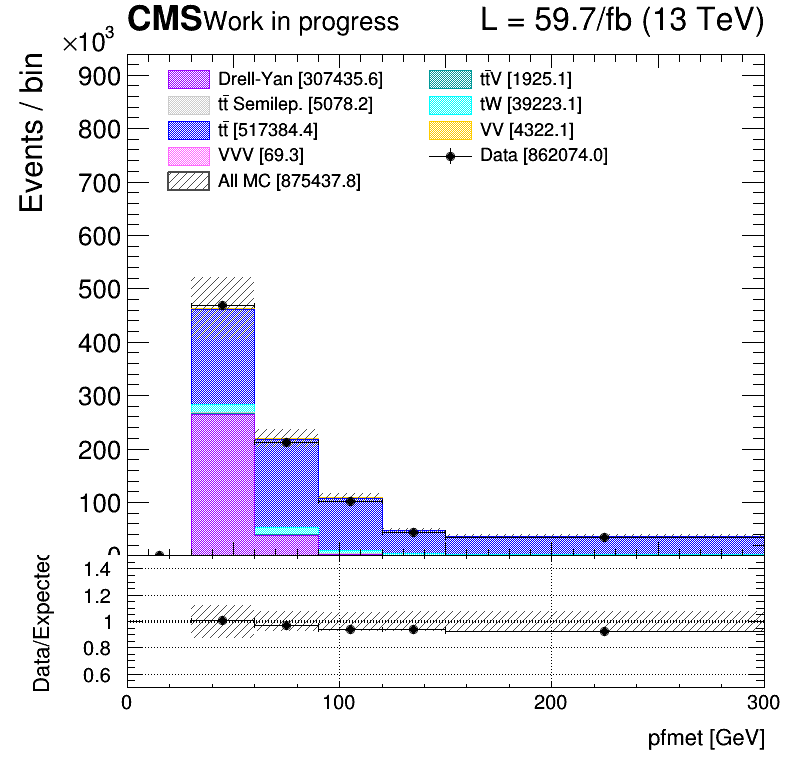 CMS Work in progress L = 59.7/fb (13 TeV)
×10³
Events / bin
900
800
700
600
500
400
300
200
100
0
Drell-Yan [307435.6]
tt̄ Semilep. [5078.2]
tt̄ [517384.4]
VVV [69.3]
All MC [875437.8]
tt̄V [1925.1]
tW [39223.1]
VV [4322.1]
Data [862074.0]
Data/Expected
1.4
1.2
1
0.8
0.6
0 100 200 300
pfmet [GeV]